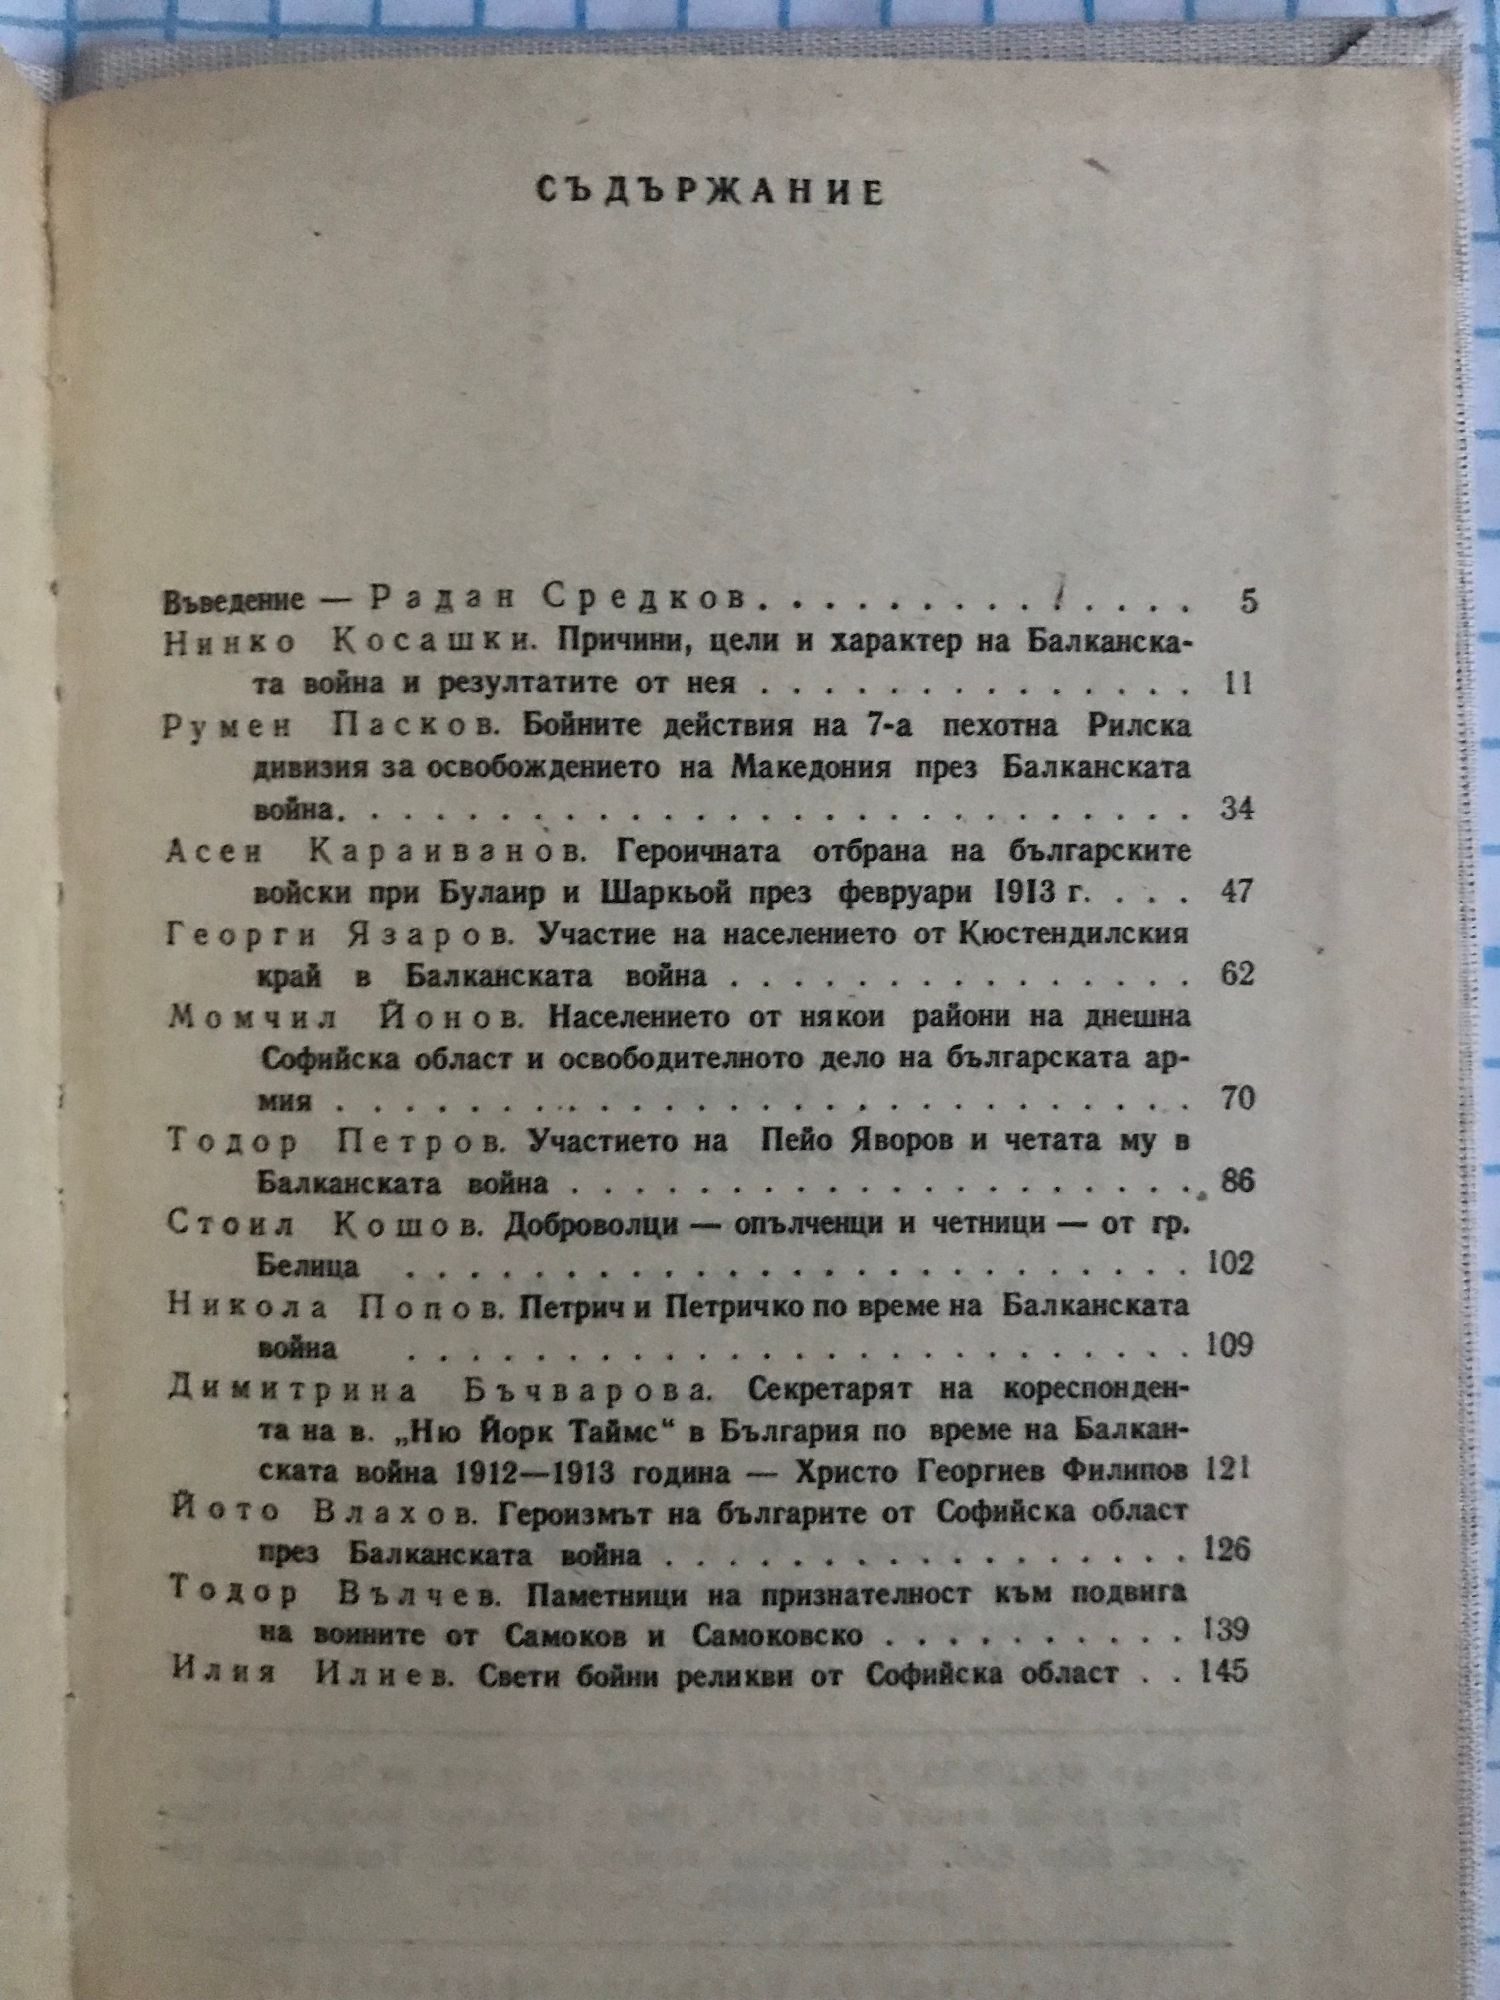 СЪДЪРЖАНИЕ
Въведение — Радан Средков. . . . . . . . . . . . . . . . 5
Нинко Косашки. Причини, цели и характер на Балканска-
та война и резултатите от нея . . . . . . . . . . . . . . 11
Румен Пасков. Бойните действия на 7-а пехотна Рилска
дивизия за освобождението на Македония през Балканската
война. . . . . . . . . . . . . . . . . . . . . . . . . . . . 34
Асен Караиванов. Героичната отбрана на българските
войски при Булаир и Шаркьой през февруари 1913 г. . . . 47
Георги Язаров. Участие на населението от Кюстендилския
край в Балканската война . . . . . . . . . . . . . . . 62
Момчил Йонов. Населението от някои райони на днешна
Софийска област и освободителното дело на българската ар-
мия . . . . . . . . . . . . . . . . . . . . . . . . . . . . 70
Тодор Петров. Участието на Пейо Яворов и четата му в
Балканската война . . . . . . . . . . . . . . . . . . . . 86
Стоил Кошов. Доброволци — опълченци и четници — от гр.
Белица . . . . . . . . . . . . . . . . . . . . . . . . . . 102
Никола Попов. Петрич и Петричко по време на Балканската
война . . . . . . . . . . . . . . . . . . . . . . . . . . 109
Димитрина Бъчварова. Секретарят на кореспонден-
та на в. „Ню Йорк Таймс“ в България по време на Балкан-
ската война 1912—1913 година — Христо Георгиев Филипов 121
Йото Влахов. Героизмът на българите от Софийска област
през Балканската война . . . . . . . . . . . . . . . . . 126
Тодор Вълчев. Паметници на признателност към подвига
на воините от Самоков и Самоковско . . . . . . . . . . 139
Илия Илиев. Свети бойни реликви от Софийска област . . 145